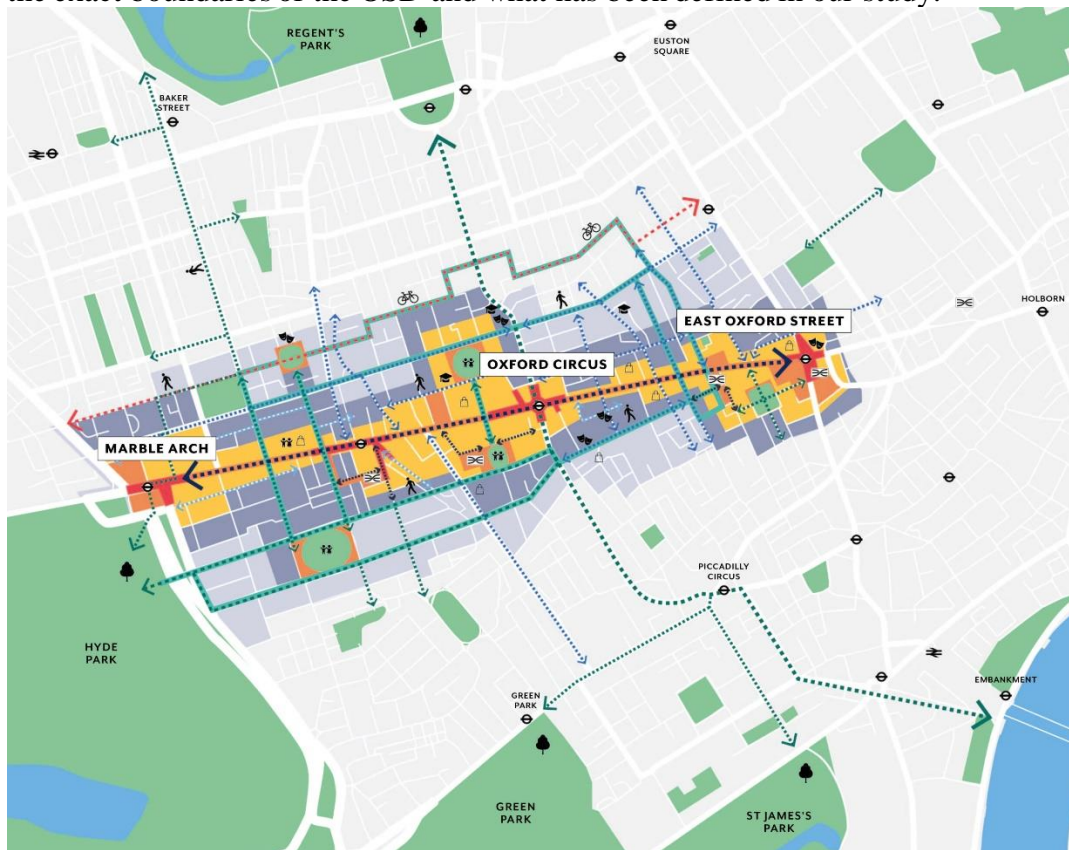 the exact boundaries of the OSD and what has been defined in our study.
REGENT'S
PARK
EUSTON
SQUARE
BAKER
STREET
HOLBORN
EAST OXFORD STREET
OXFORD CIRCUS
MARBLE ARCH
PICCADILLY
CIRCUS
HYDE
PARK
EMBANKMENT
GREEN
PARK
GREEN
PARK
ST JAMES'S
PARK